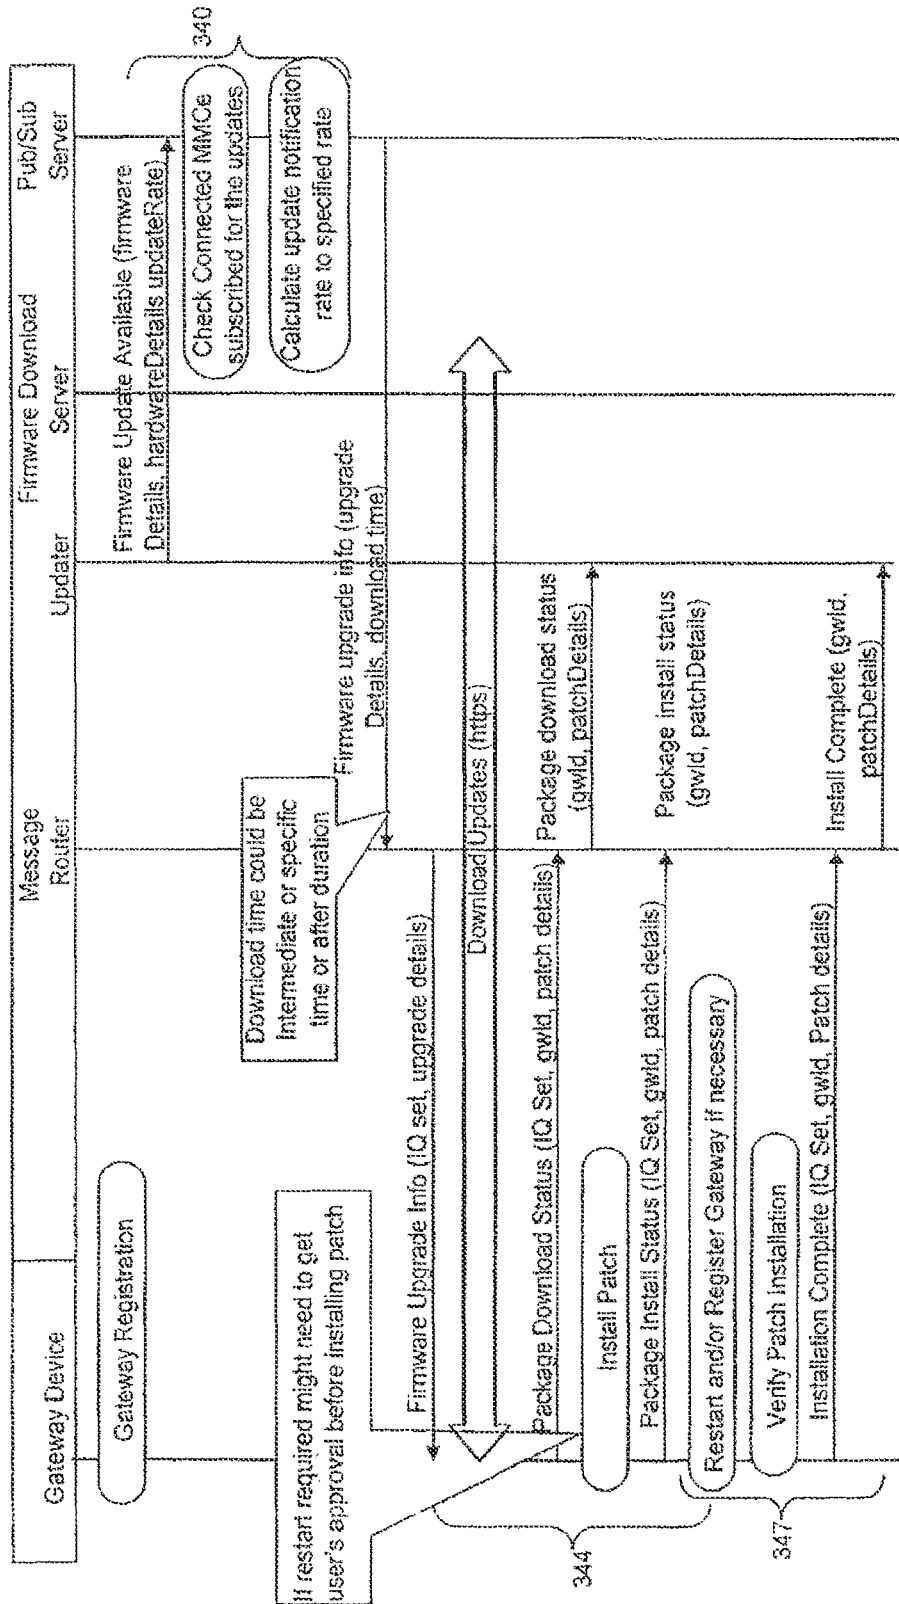 Gateway Device
Message
Router
Updater
Firmware Download
Server
Pub/Sub
Server
Gateway Registration
Firmware Update Available (firmware
Details, hardwareDetails updateRate)
340
Check Connected MMCe
subscribed for the updates
Calculate update notification
rate to specified rate
Download time could be
Intermediate or specific
time or after duration
Firmware upgrade info (upgrade
Details, download time)
If restart required might need to get
user's approval before installing patch
Firmware Upgrade Info (IQ set, upgrade details)
Download Updates (https)
Package Download Status (IQ Set, gwId, patch details)
Package download status
(gwId, patchDetails)
344
Install Patch
Package Install Status (IQ Set, gwId, patch details)
Package install status
(gwId, patchDetails)
Restart and/or Register Gateway if necessary
347
Verify Patch Installation
Installation Complete (IQ Set, gwId, Patch details)
Install Complete (gwId,
patchDetails)